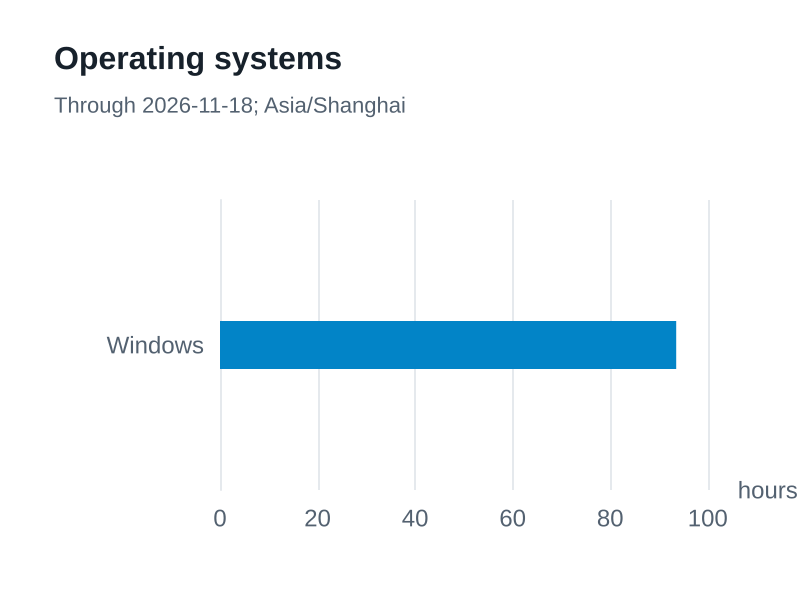 Operating systems
Through 2026-11-18; Asia/Shanghai
Windows
hours
0 20 40 60 80 100